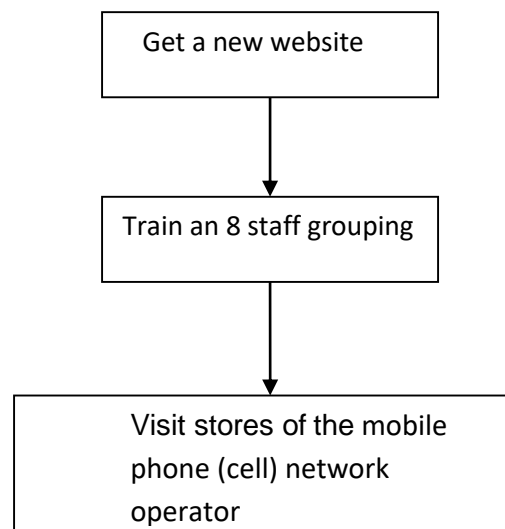 Get a new website
Train an 8 staff grouping
Visit stores of the mobile
phone (cell) network
operator